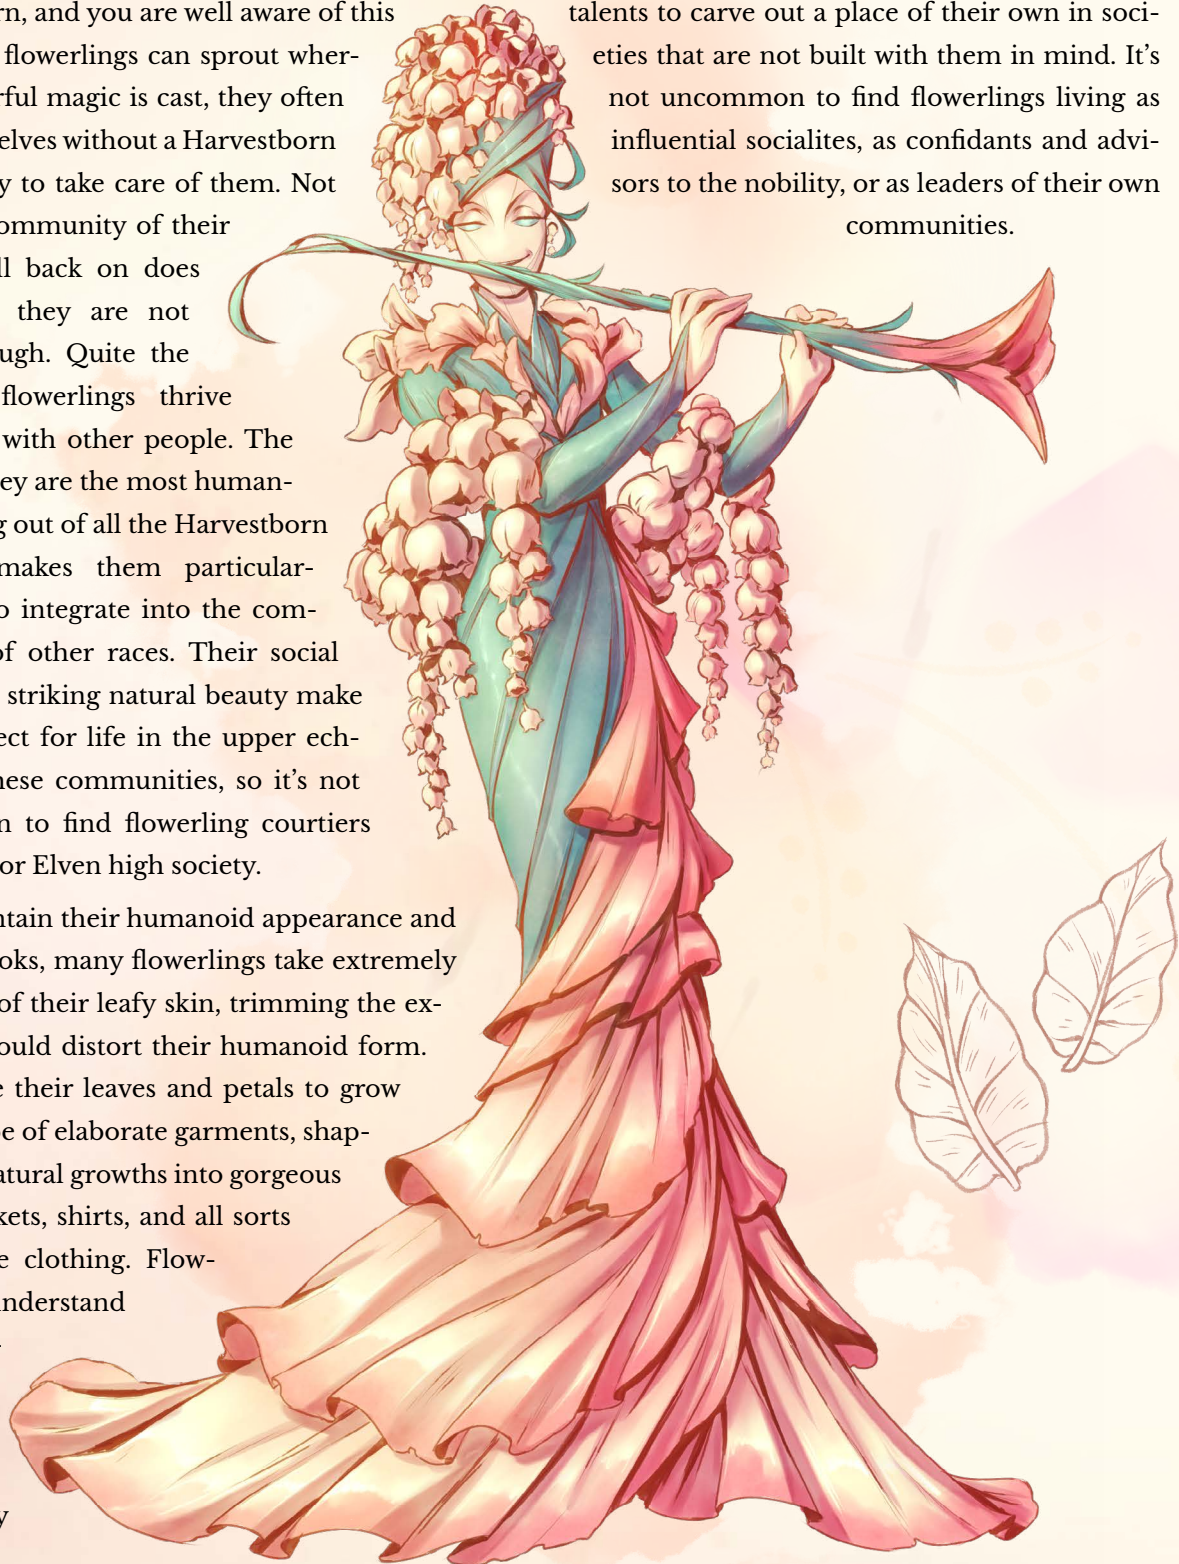 rn, and you are well aware of this
flowerlings can sprout wher-
rful magic is cast, they often
elves without a Harvestborn
y to take care of them. Not
ommunity of their
ll back on does
they are not
ugh. Quite the
flowerlings thrive
with other people. The
ey are the most human-
g out of all the Harvestborn
makes them particular-
o integrate into the com-
of other races. Their social
striking natural beauty make
ect for life in the upper ech-
hese communities, so it's not
n to find flowerling courtiers
or Elven high society.
ntain their humanoid appearance and
oks, many flowerlings take extremely
of their leafy skin, trimming the ex-
ould distort their humanoid form.
e their leaves and petals to grow
pe of elaborate garments, shap-
atural growths into gorgeous
kets, shirts, and all sorts
e clothing. Flow-
nderstand
y
talents to carve out a place of their own in soci-
eties that are not built with them in mind. It's
not uncommon to find flowerlings living as
influential socialites, as confidants and advi-
sors to the nobility, or as leaders of their own
communities.